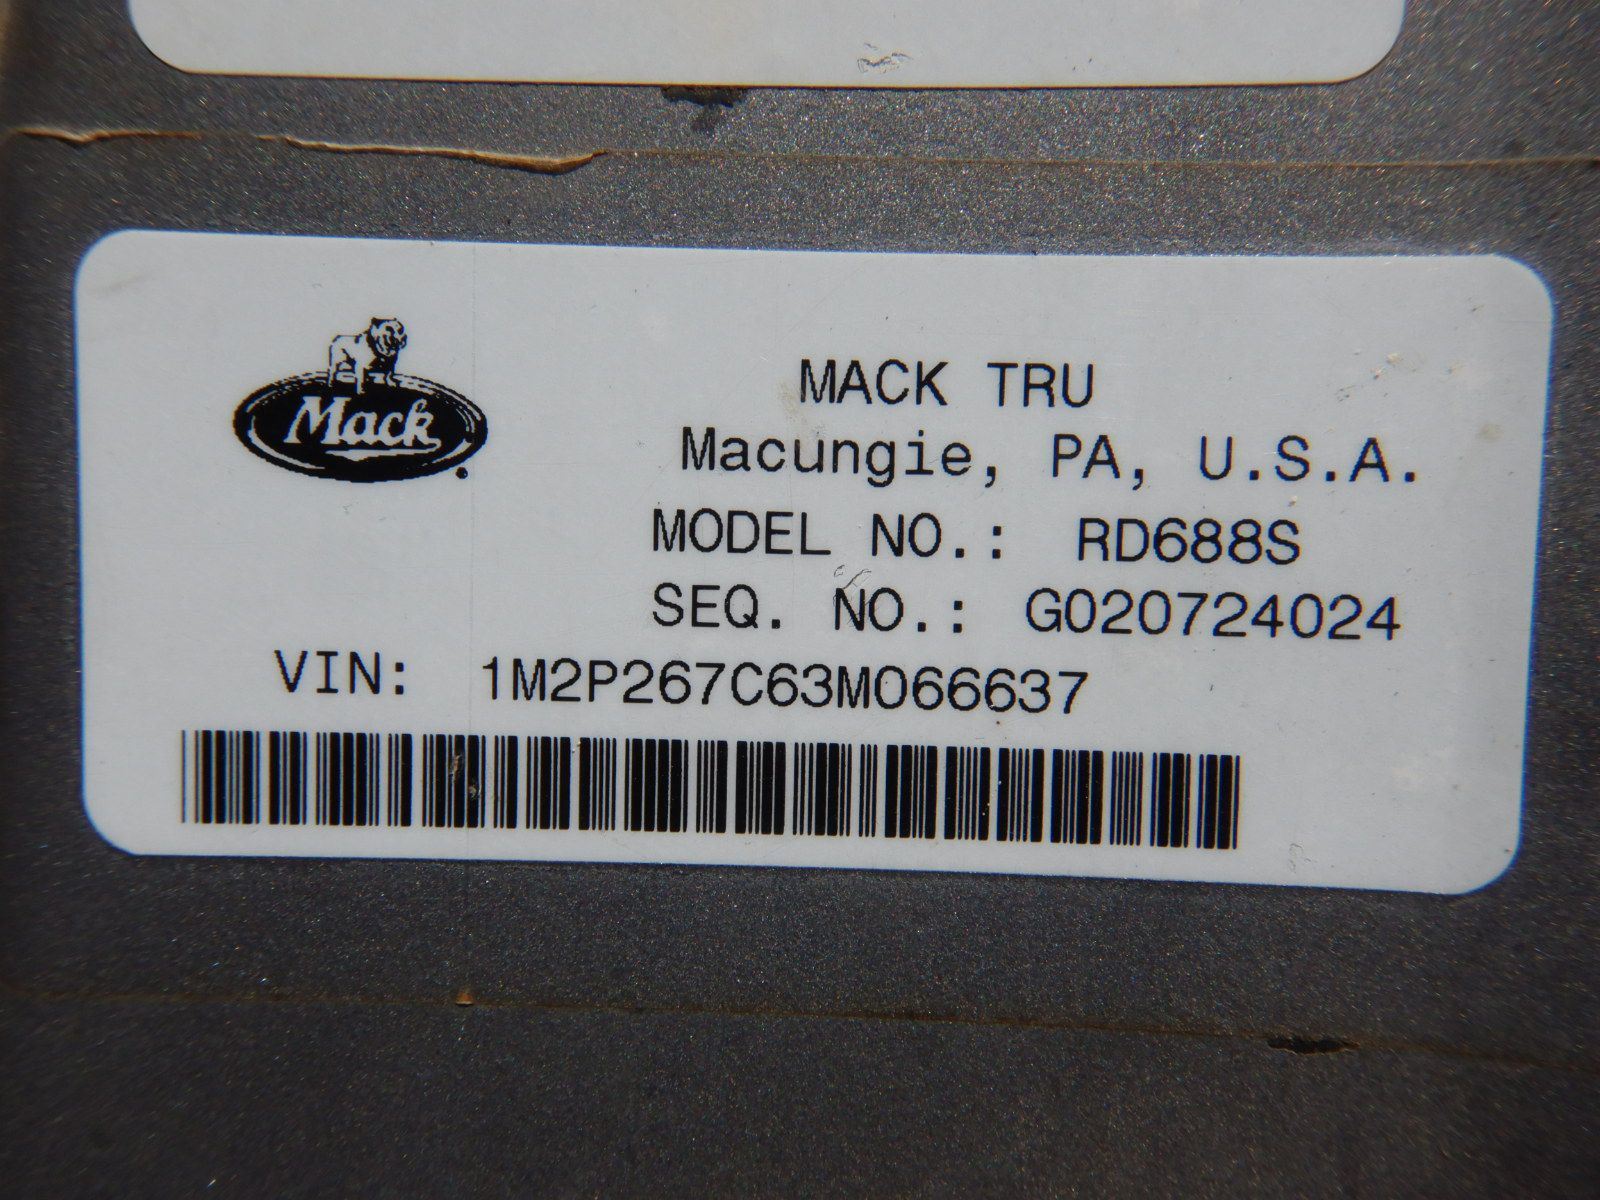 Mack
MACK TRU
Macungie, PA, U.S.A.
MODEL NO.: RD688S
SEQ. NO.: G020724024
VIN: 1M2P267C63M066637